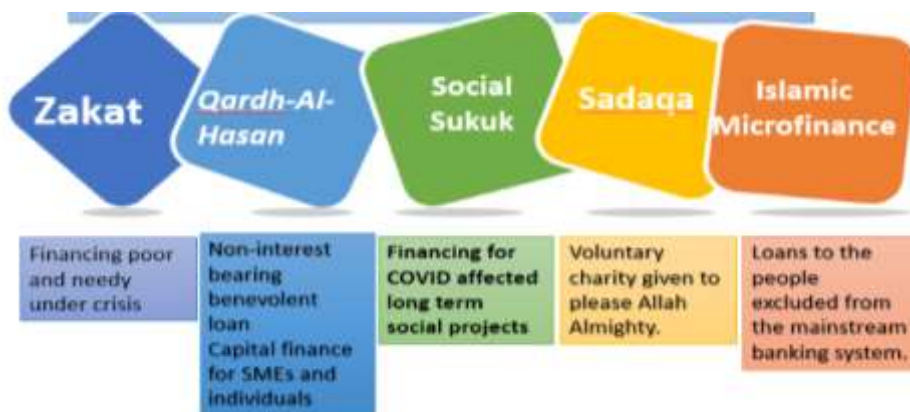 Zakat
Qardh-Al-
Hasan
Social
Sukuk
Sadaqa
Islamic
Microfinance
Financing poor
and needy
under crisis
Non-interest
bearing
benevolent
loan
Capital finance
for SMEs and
individuals
Financing for
COVID affected
long term
social projects
Voluntary
charity given to
please Allah
Almighty.
Loans to the
people
excluded from
the mainstream
banking system.